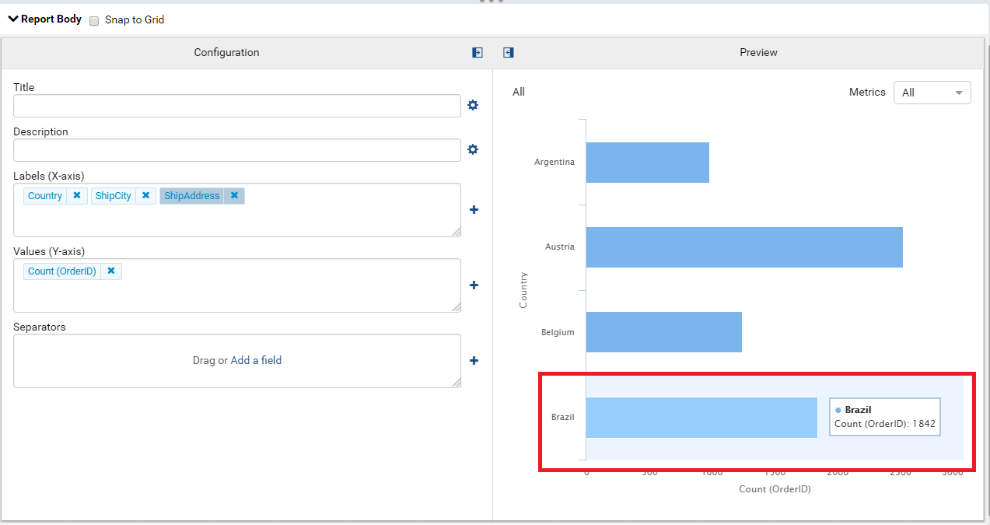 Report Body Snap to Grid
Configuration
Preview
Title
Description
Labels (X-axis)
Country ShipCity ShipAddress
Values (Y-axis)
Count (OrderID)
Separators
Drag or Add a field
All
Metrics All
Argentina
Austria
Belgium
Brazil
Country
Brazil
Count (OrderID): 1842
0 500 1000 1500 2000 2500 3000
Count (OrderID)